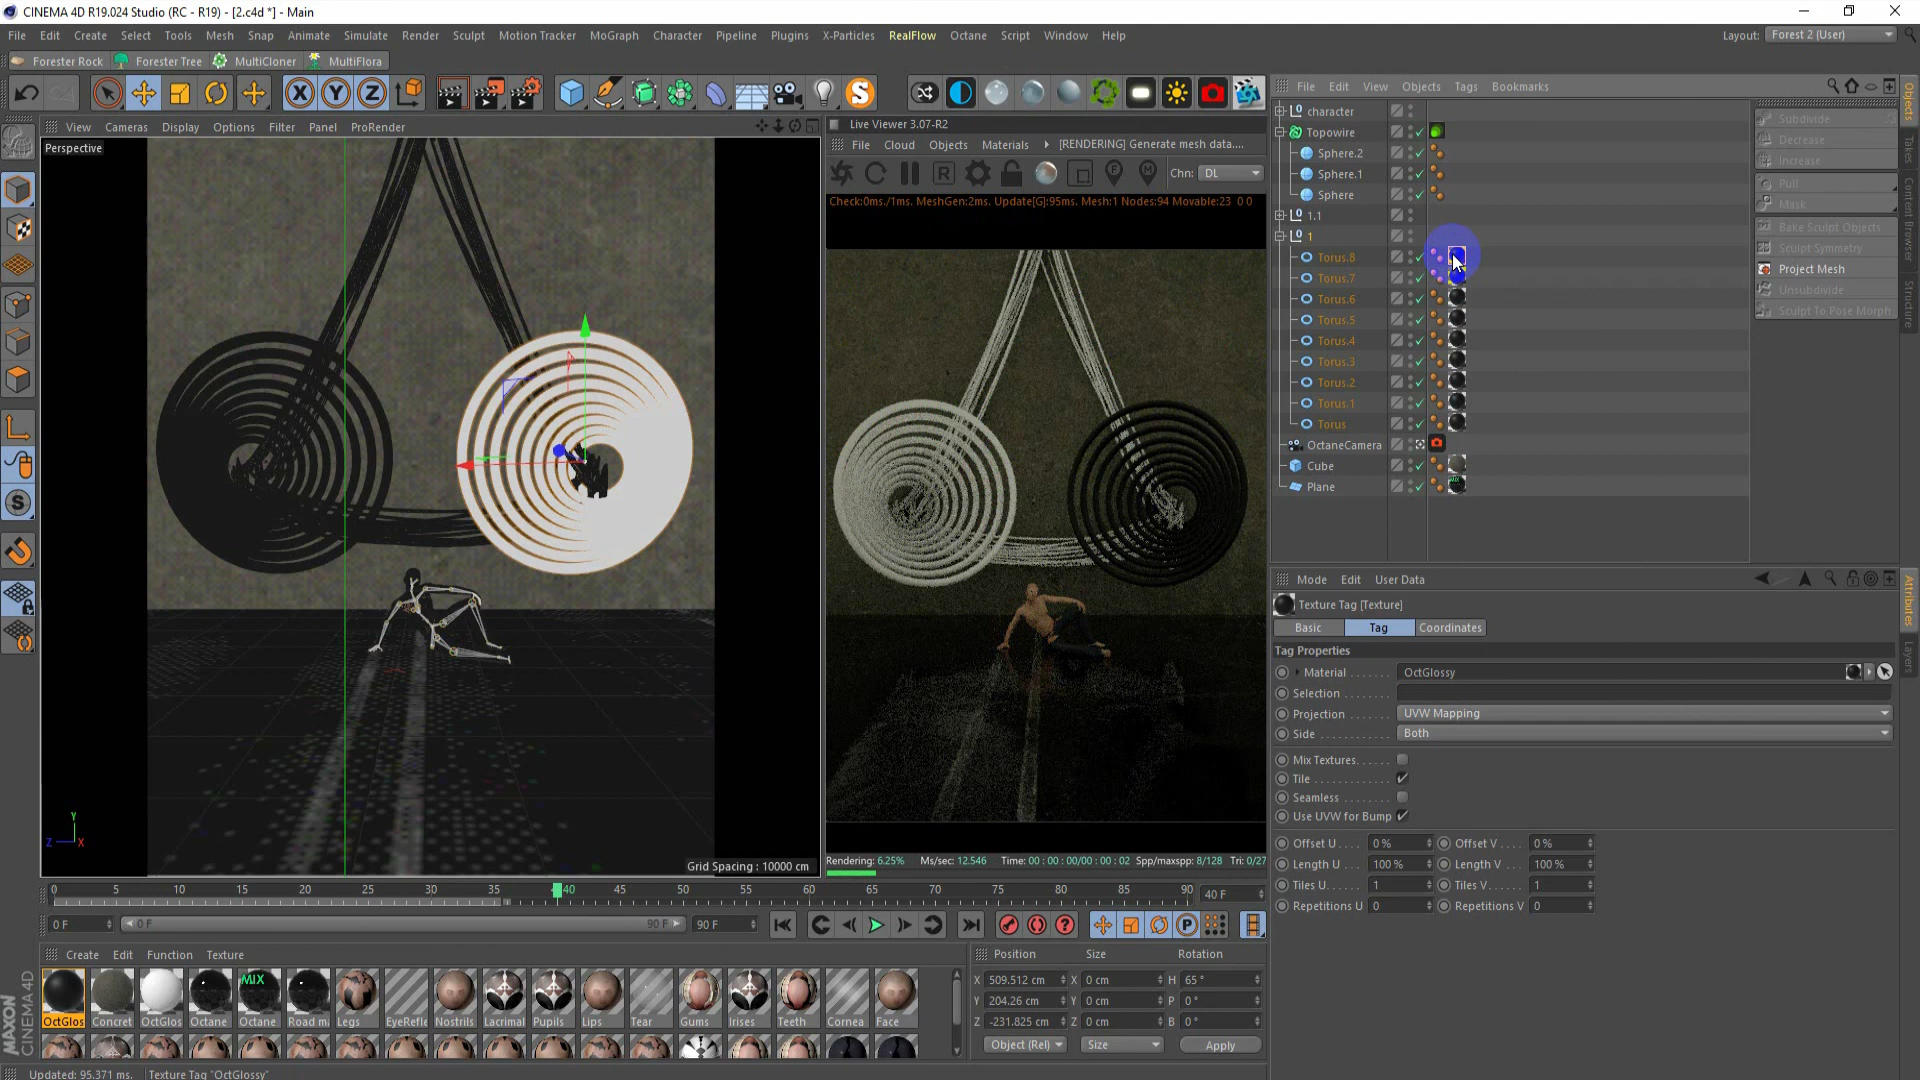 CINEMA 4D R19.024 Studio (RC - R19) - [2.c4d *] - Main
File Edit Create Select Tools Mesh Snap Animate Simulate Render Sculpt Motion Tracker MoGraph Character Pipeline Plugins X-Particles RealFlow Octane Script Window Help
Layout: Forest 2 (User)
Forester Rock Forester Tree MultiCloner MultiFlora
File Edit View Objects Tags Bookmarks
View Cameras Display Options Filter Panel ProRender
Perspective
Live Viewer 3.07-R2
File Cloud Objects Materials [RENDERING] Generate mesh data....
Chn: DL
Check:0ms./1ms. MeshGen:2ms. Update[G]:95ms. Mesh:1 Nodes:94 Movable:23 0 0
character
Topowire
Sphere.2
Sphere.1
Sphere
1.1
1
Torus.8
Torus.7
Torus.6
Torus.5
Torus.4
Torus.3
Torus.2
Torus.1
Torus
OctaneCamera
Cube
Plane
Subdivide
Decrease
Increase
Pull
Mask
Bake Sculpt Objects
Sculpt Symmetry
Project Mesh
Unsubdivide
Sculpt To Pose Morph
Objects
Takes
Content Browser
Structure
Attributes
Layers
Mode Edit User Data
Texture Tag [Texture]
Basic Tag Coordinates
Tag Properties
Material OctGlossy
Selection
Projection UVW Mapping
Side Both
Mix Textures
Tile
Seamless
Use UVW for Bump
Offset U 0 % Offset V 0 %
Length U 100 % Length V 100 %
Tiles U 1 Tiles V 1
Repetitions U 0 Repetitions V 0
Y
Z X
Grid Spacing : 10000 cm
Rendering: 6.25% Ms/sec: 12.546 Time: 00 : 00 : 00/00 : 00 : 02 Spp/maxspp: 8/128 Tri: 0/27
0 5 10 15 20 25 30 35 40 45 50 55 60 65 70 75 80 85 90 40 F
0 F 0 F 90 F 90 F
Create Edit Function Texture
OctGlos Concret OctGlos Octane Octane Road m Legs EyeRefle Nostrils Lacrimal Pupils Lips Tear Gums Irises Teeth Cornea Face
MIX
Position Size Rotation
X 509.512 cm X 0 cm H 65 °
Y 204.26 cm Y 0 cm P 0 °
Z -231.825 cm Z 0 cm B 0 °
Object (Rel) Size Apply
MAXON
CINEMA 4D
Updated: 95.371 ms. Texture Tag "OctGlossy"